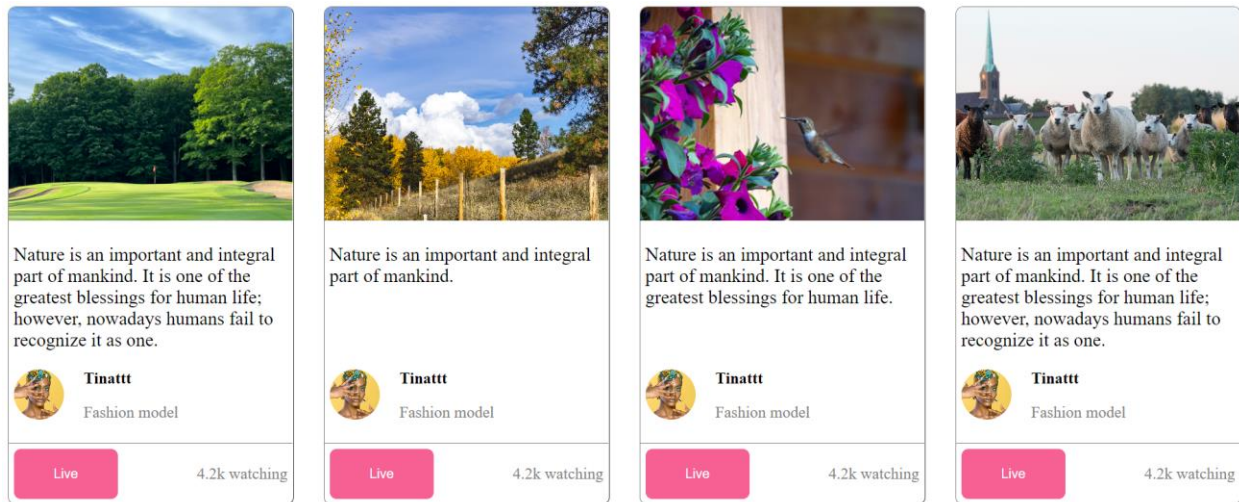 Nature is an important and integral
part of mankind. It is one of the
greatest blessings for human life;
however, nowadays humans fail to
recognize it as one.
Tinattt
Fashion model
Live
4.2k watching
Nature is an important and integral
part of mankind.
Tinattt
Fashion model
Live
4.2k watching
Nature is an important and integral
part of mankind. It is one of the
greatest blessings for human life.
Tinattt
Fashion model
Live
4.2k watching
Nature is an important and integral
part of mankind. It is one of the
greatest blessings for human life;
however, nowadays humans fail to
recognize it as one.
Tinattt
Fashion model
Live
4.2k watching